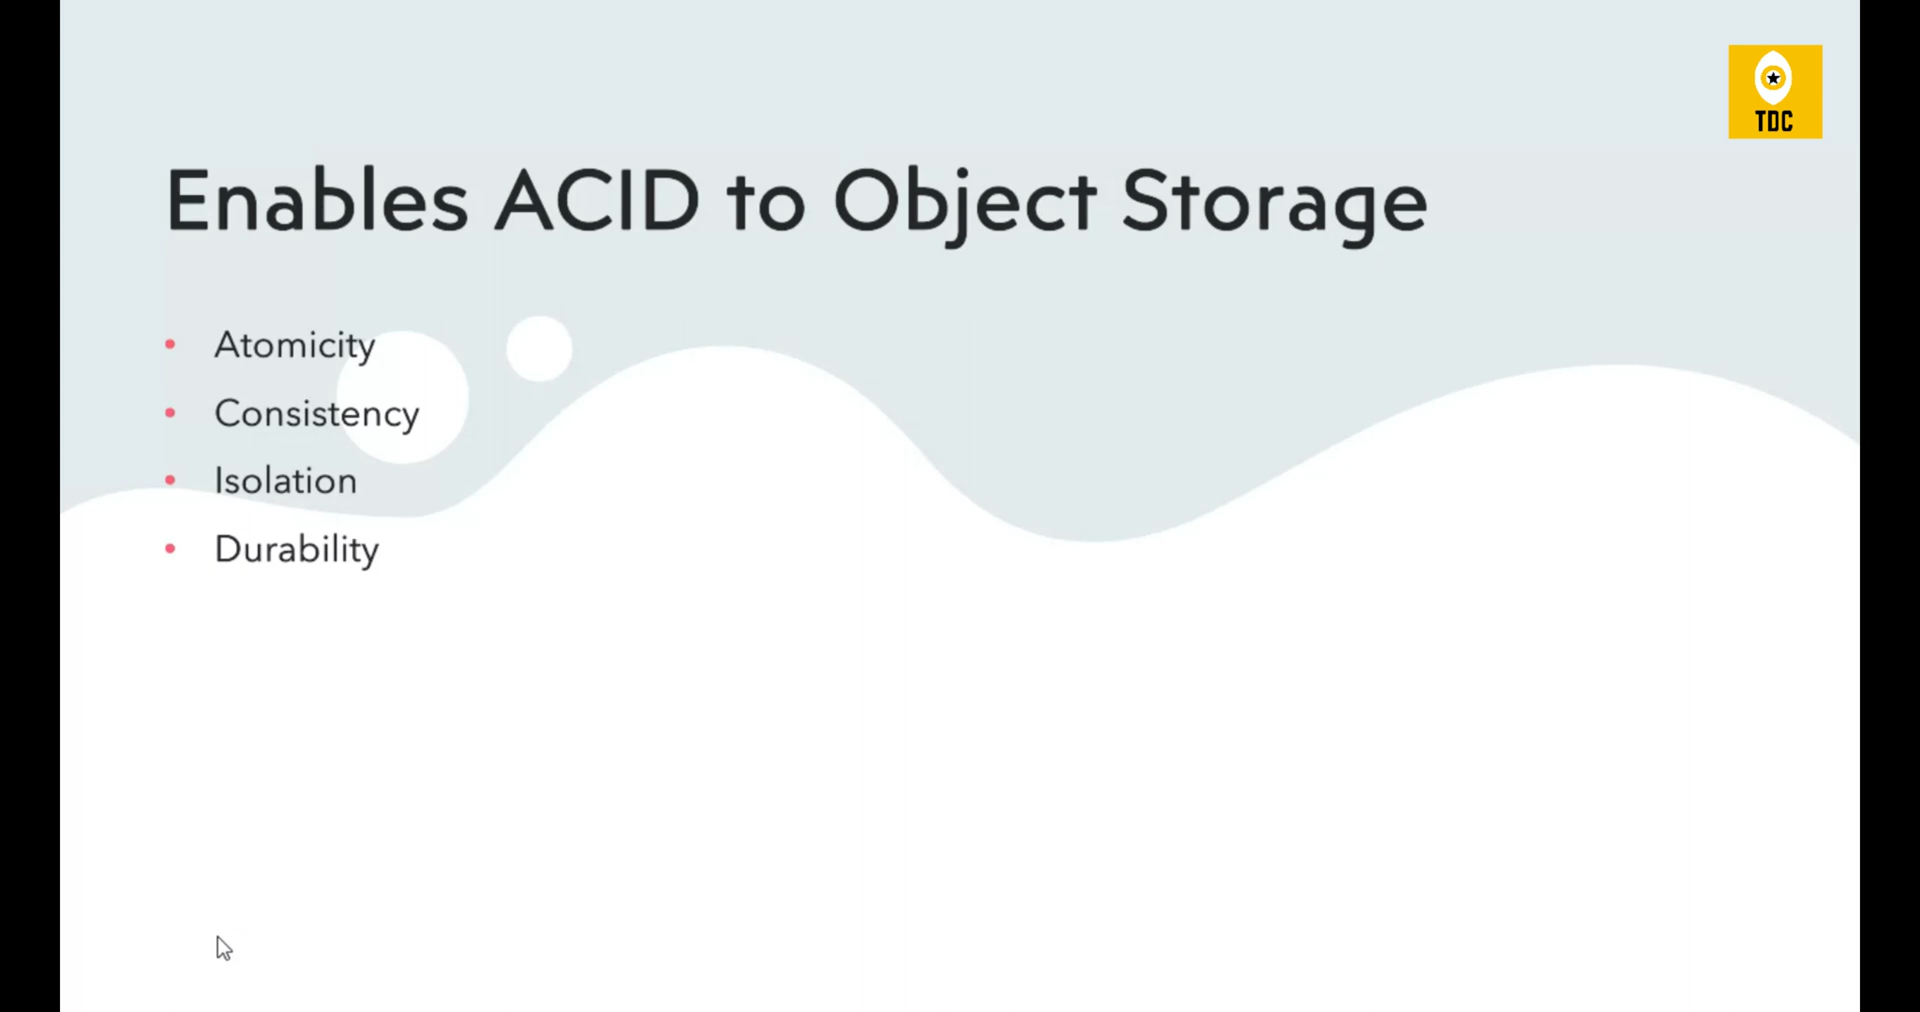 TDC
Enables ACID to Object Storage
• Atomicity
• Consistency
• Isolation
• Durability